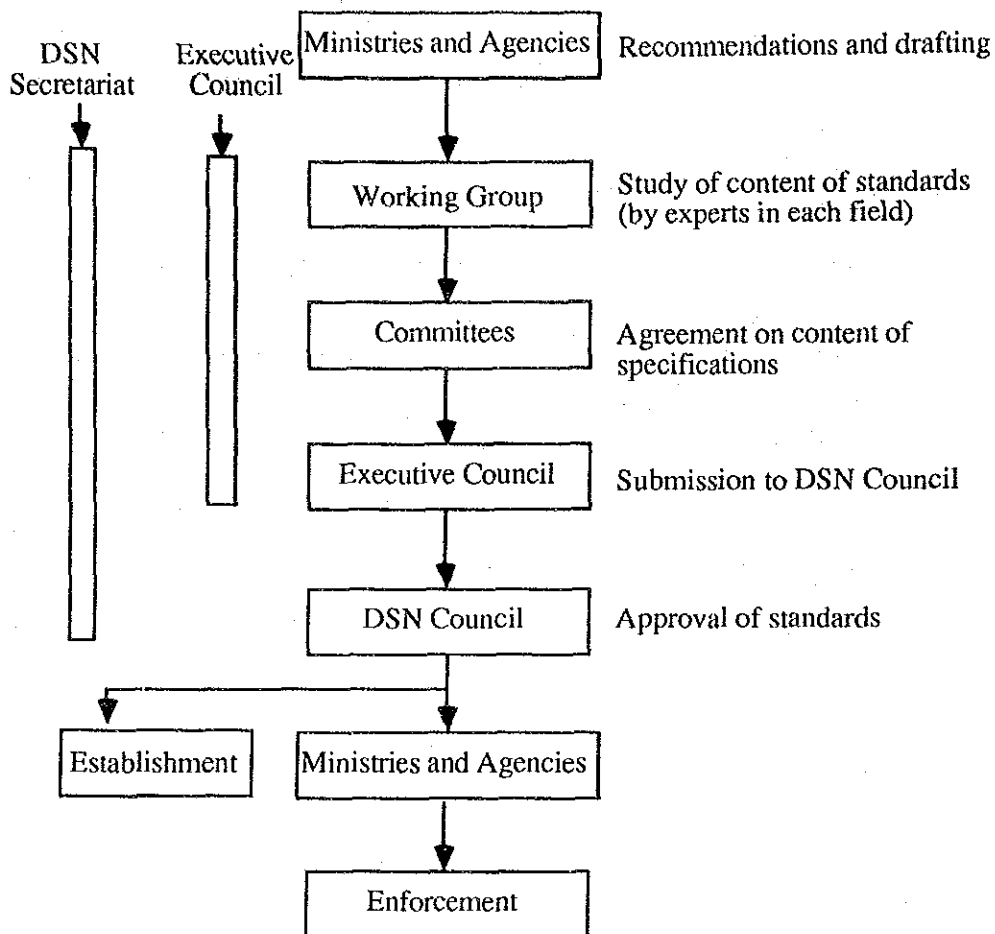 DSN
Secretariat
Executive
Council
Ministries and Agencies
Recommendations and drafting
Working Group
Study of content of standards
(by experts in each field)
Committees
Agreement on content of
specifications
Executive Council
Submission to DSN Council
DSN Council
Approval of standards
Establishment
Ministries and Agencies
Enforcement